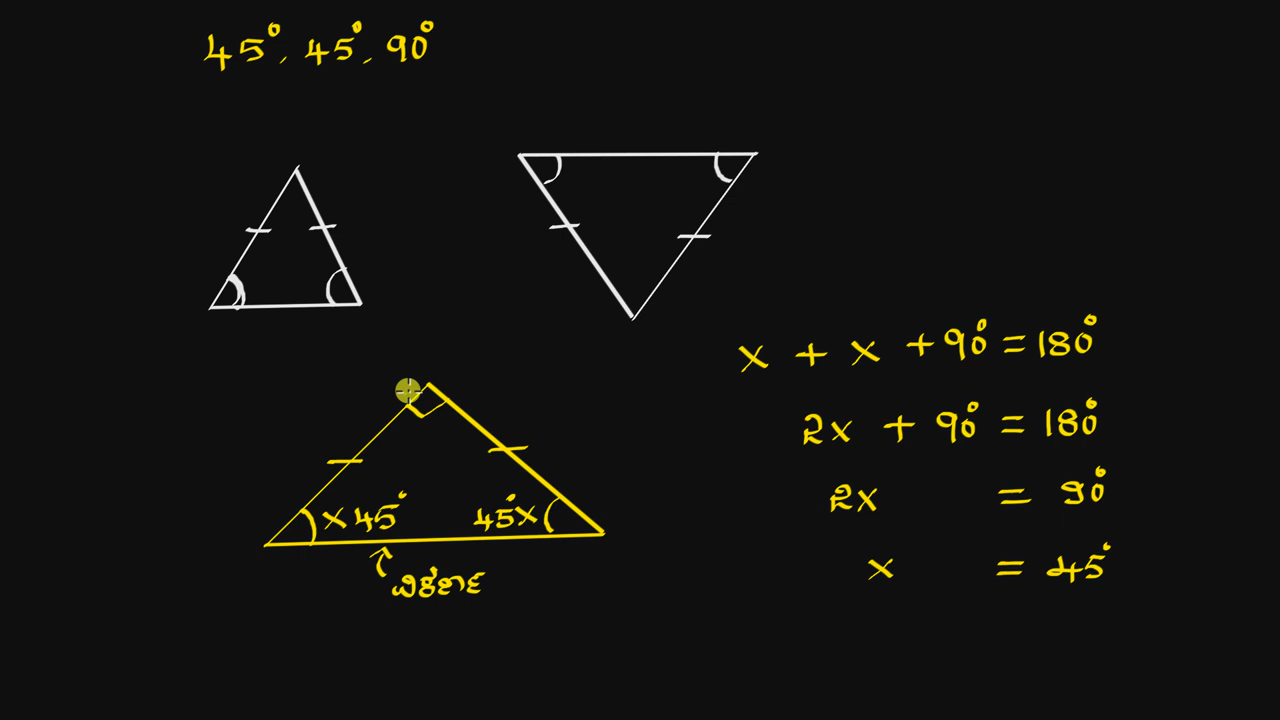 45°, 45°, 90°
x + x + 90° = 180°
2x + 90° = 180°
2x = 90°
x = 45°
x 45° 45° x
ವಿಕರ್ಣ